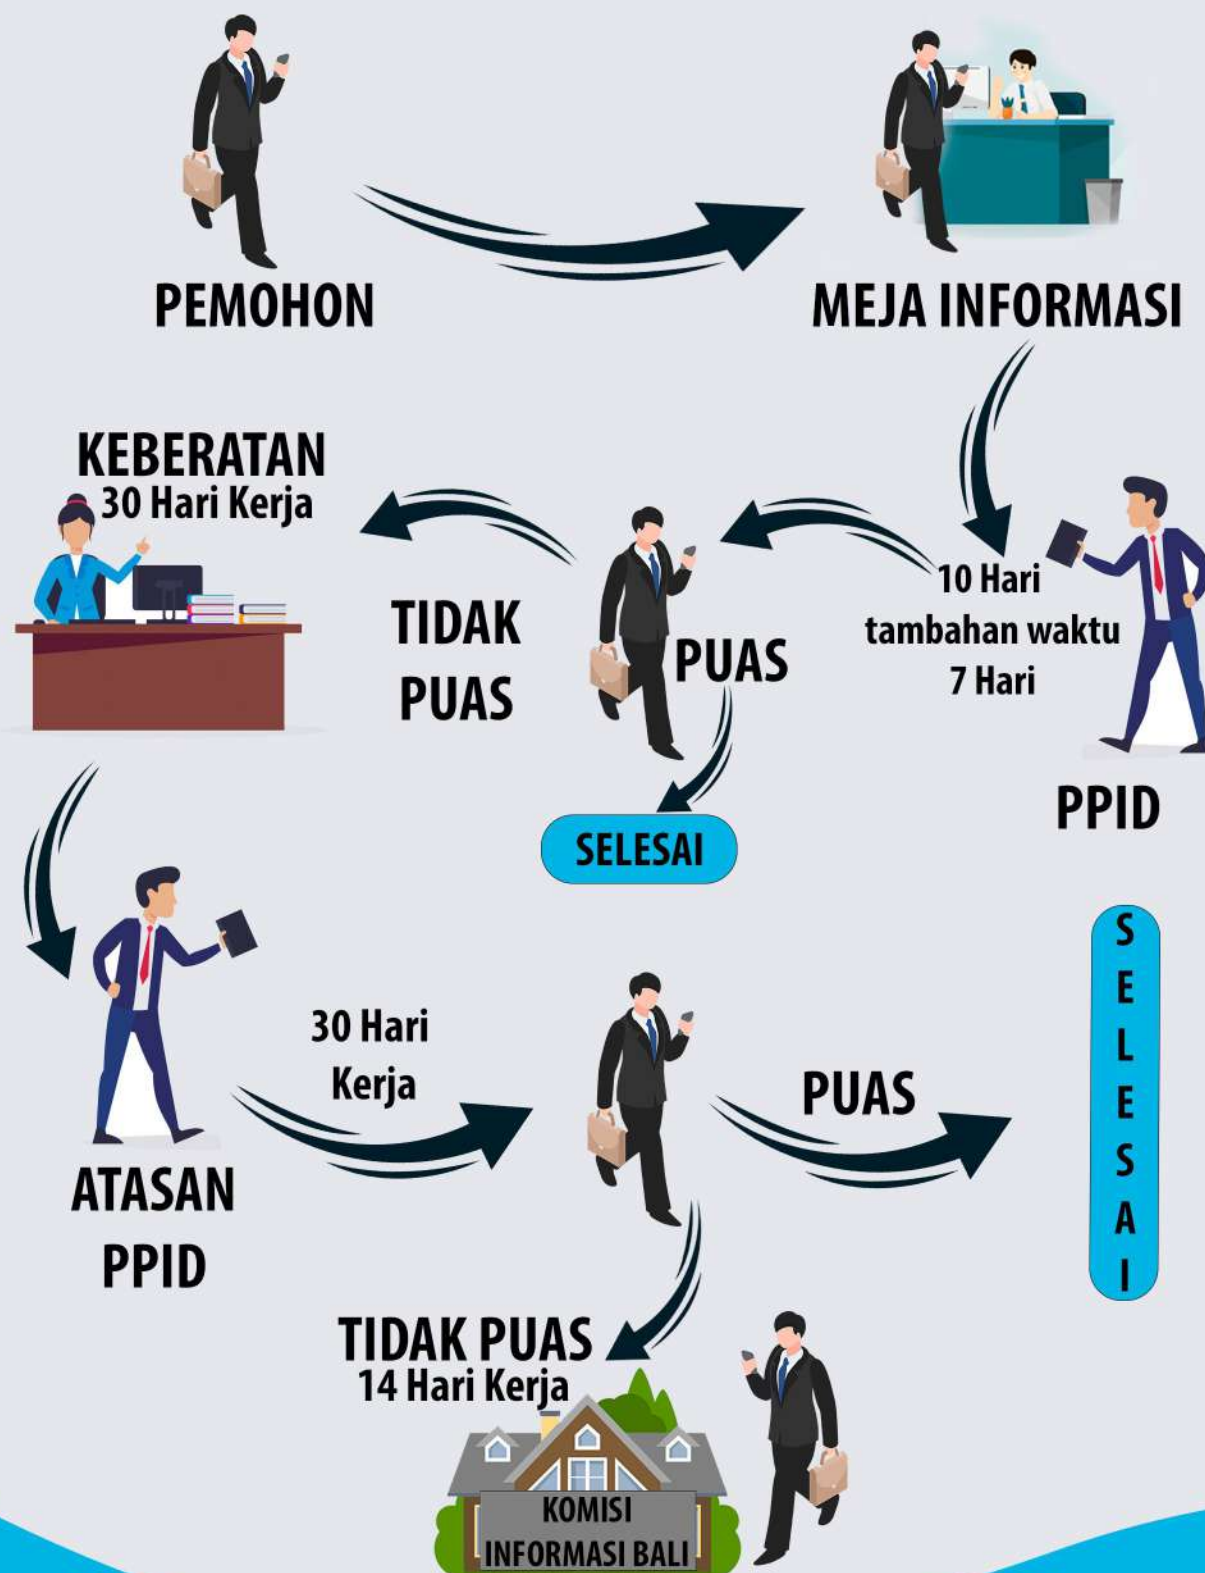 PEMOHON
MEJA INFORMASI
KEBERATAN
30 Hari Kerja
TIDAK
PUAS
PUAS
10 Hari
tambahan waktu
7 Hari
PPID
SELESAI
ATASAN
PPID
30 Hari
Kerja
PUAS
S
E
L
E
S
A
I
TIDAK PUAS
14 Hari Kerja
KOMISI
INFORMASI BALI